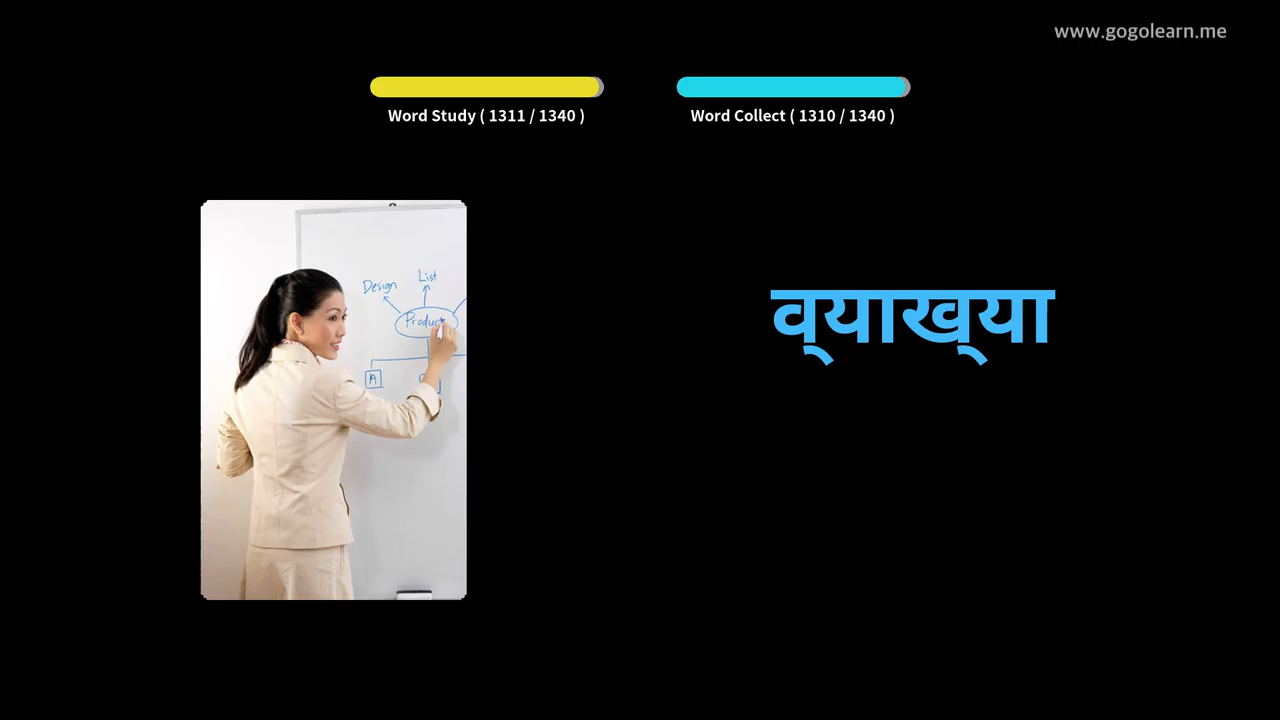 www.gogolearn.me
Word Study ( 1311 / 1340 )
Word Collect ( 1310 / 1340 )
Design
List
Product
A
व्याख्या